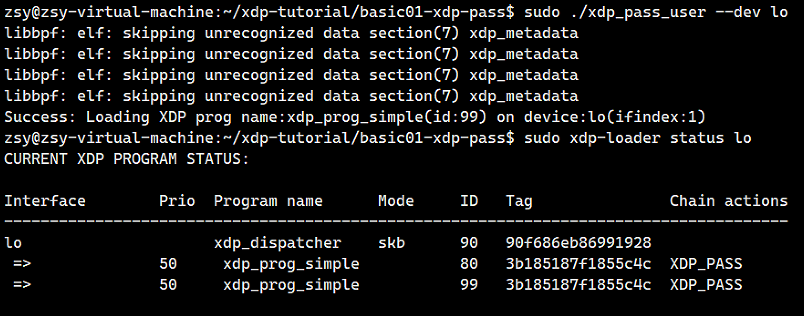 zsy@zsy-virtual-machine:~/xdp-tutorial/basic01-xdp-pass$ sudo ./xdp_pass_user --dev lo
libbpf: elf: skipping unrecognized data section(7) xdp_metadata
libbpf: elf: skipping unrecognized data section(7) xdp_metadata
libbpf: elf: skipping unrecognized data section(7) xdp_metadata
libbpf: elf: skipping unrecognized data section(7) xdp_metadata
Success: Loading XDP prog name:xdp_prog_simple(id:99) on device:lo(ifindex:1)
zsy@zsy-virtual-machine:~/xdp-tutorial/basic01-xdp-pass$ sudo xdp-loader status lo
CURRENT XDP PROGRAM STATUS:

Interface        Prio  Program name      Mode     ID   Tag               Chain actions
--------------------------------------------------------------------------------------
lo                     xdp_dispatcher    skb      90   90f686eb86991928
 =>              50     xdp_prog_simple           80   3b185187f1855c4c  XDP_PASS
 =>              50     xdp_prog_simple           99   3b185187f1855c4c  XDP_PASS